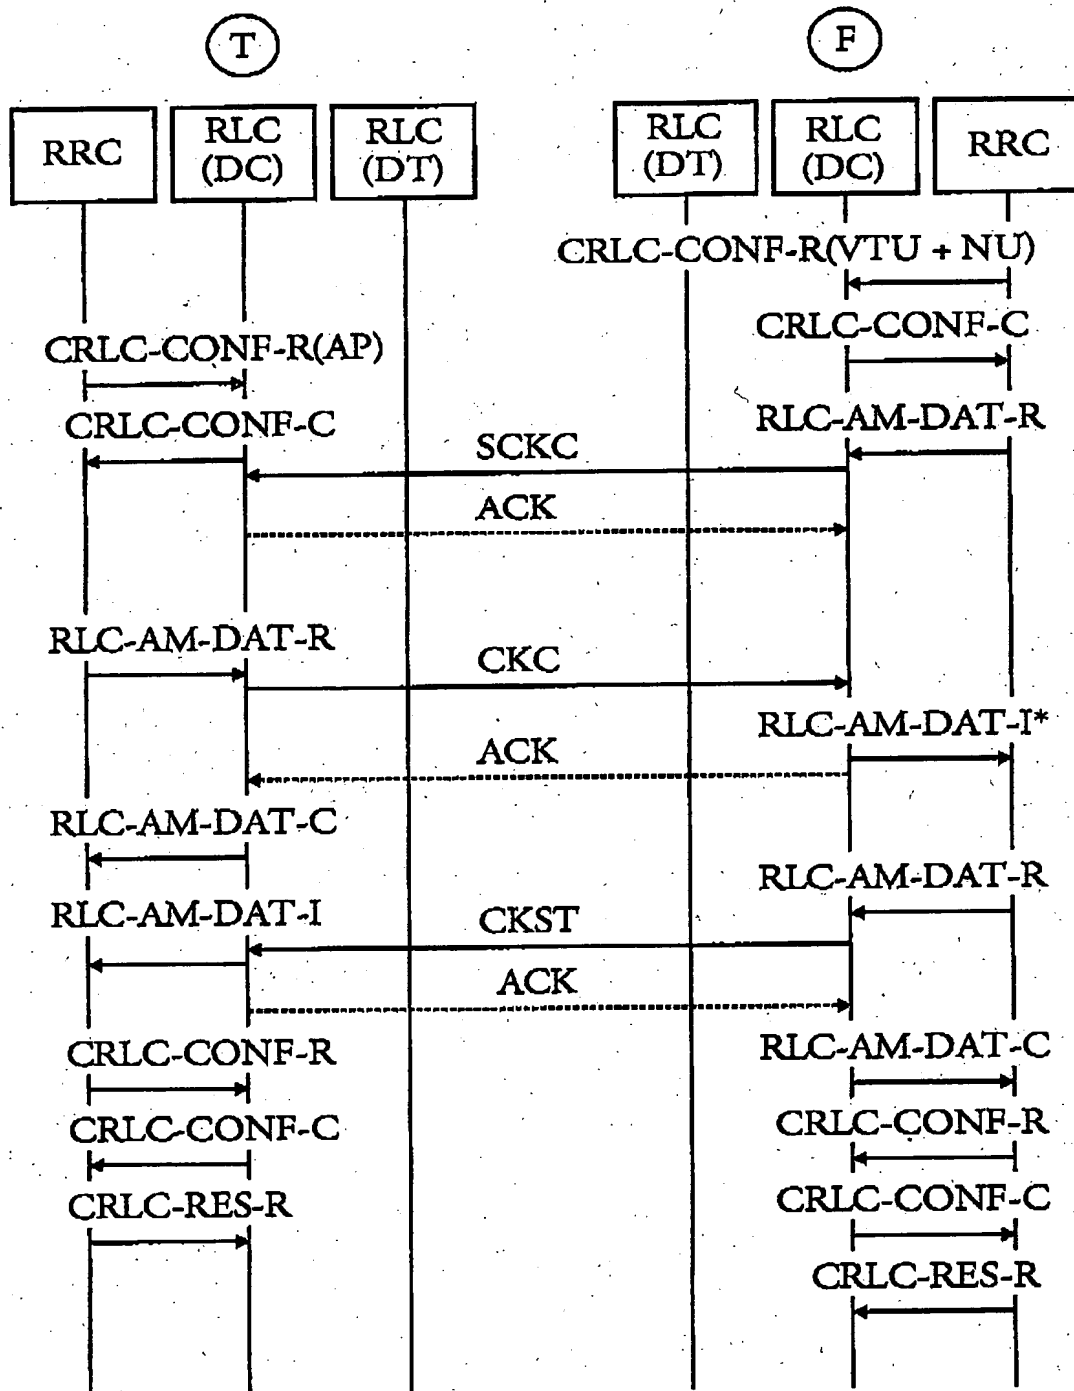 T
F
RRC
RLC
(DC)
RLC
(DT)
RLC
(DT)
RLC
(DC)
RRC
CRLC-CONF-R(VTU + NU)
CRLC-CONF-C
CRLC-CONF-R(AP)
CRLC-CONF-C
RLC-AM-DAT-R
SCKC
ACK
RLC-AM-DAT-R
CKC
RLC-AM-DAT-I*
ACK
RLC-AM-DAT-C
RLC-AM-DAT-R
RLC-AM-DAT-I
CKST
ACK
CRLC-CONF-R
RLC-AM-DAT-C
CRLC-CONF-C
CRLC-CONF-R
CRLC-RES-R
CRLC-CONF-C
CRLC-RES-R